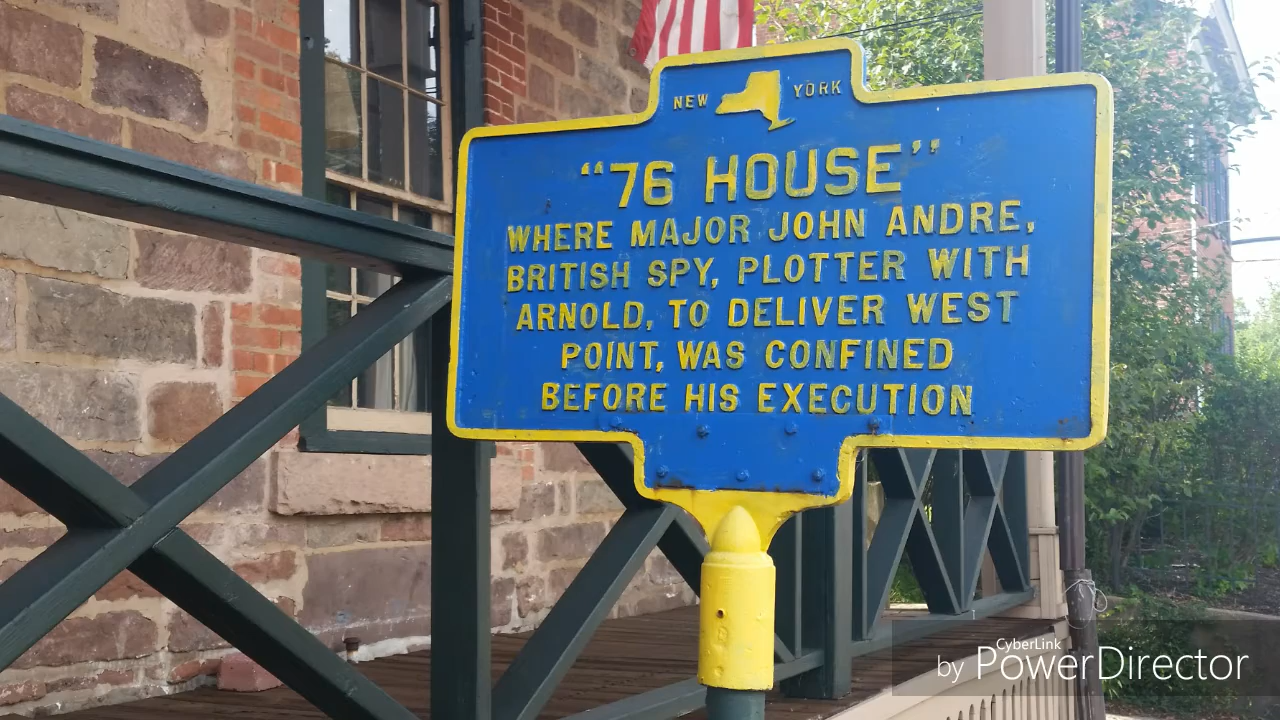 NEW YORK
“76 HOUSE”
WHERE MAJOR JOHN ANDRE,
BRITISH SPY, PLOTTER WITH
ARNOLD, TO DELIVER WEST
POINT, WAS CONFINED
BEFORE HIS EXECUTION
CyberLink
by PowerDirector